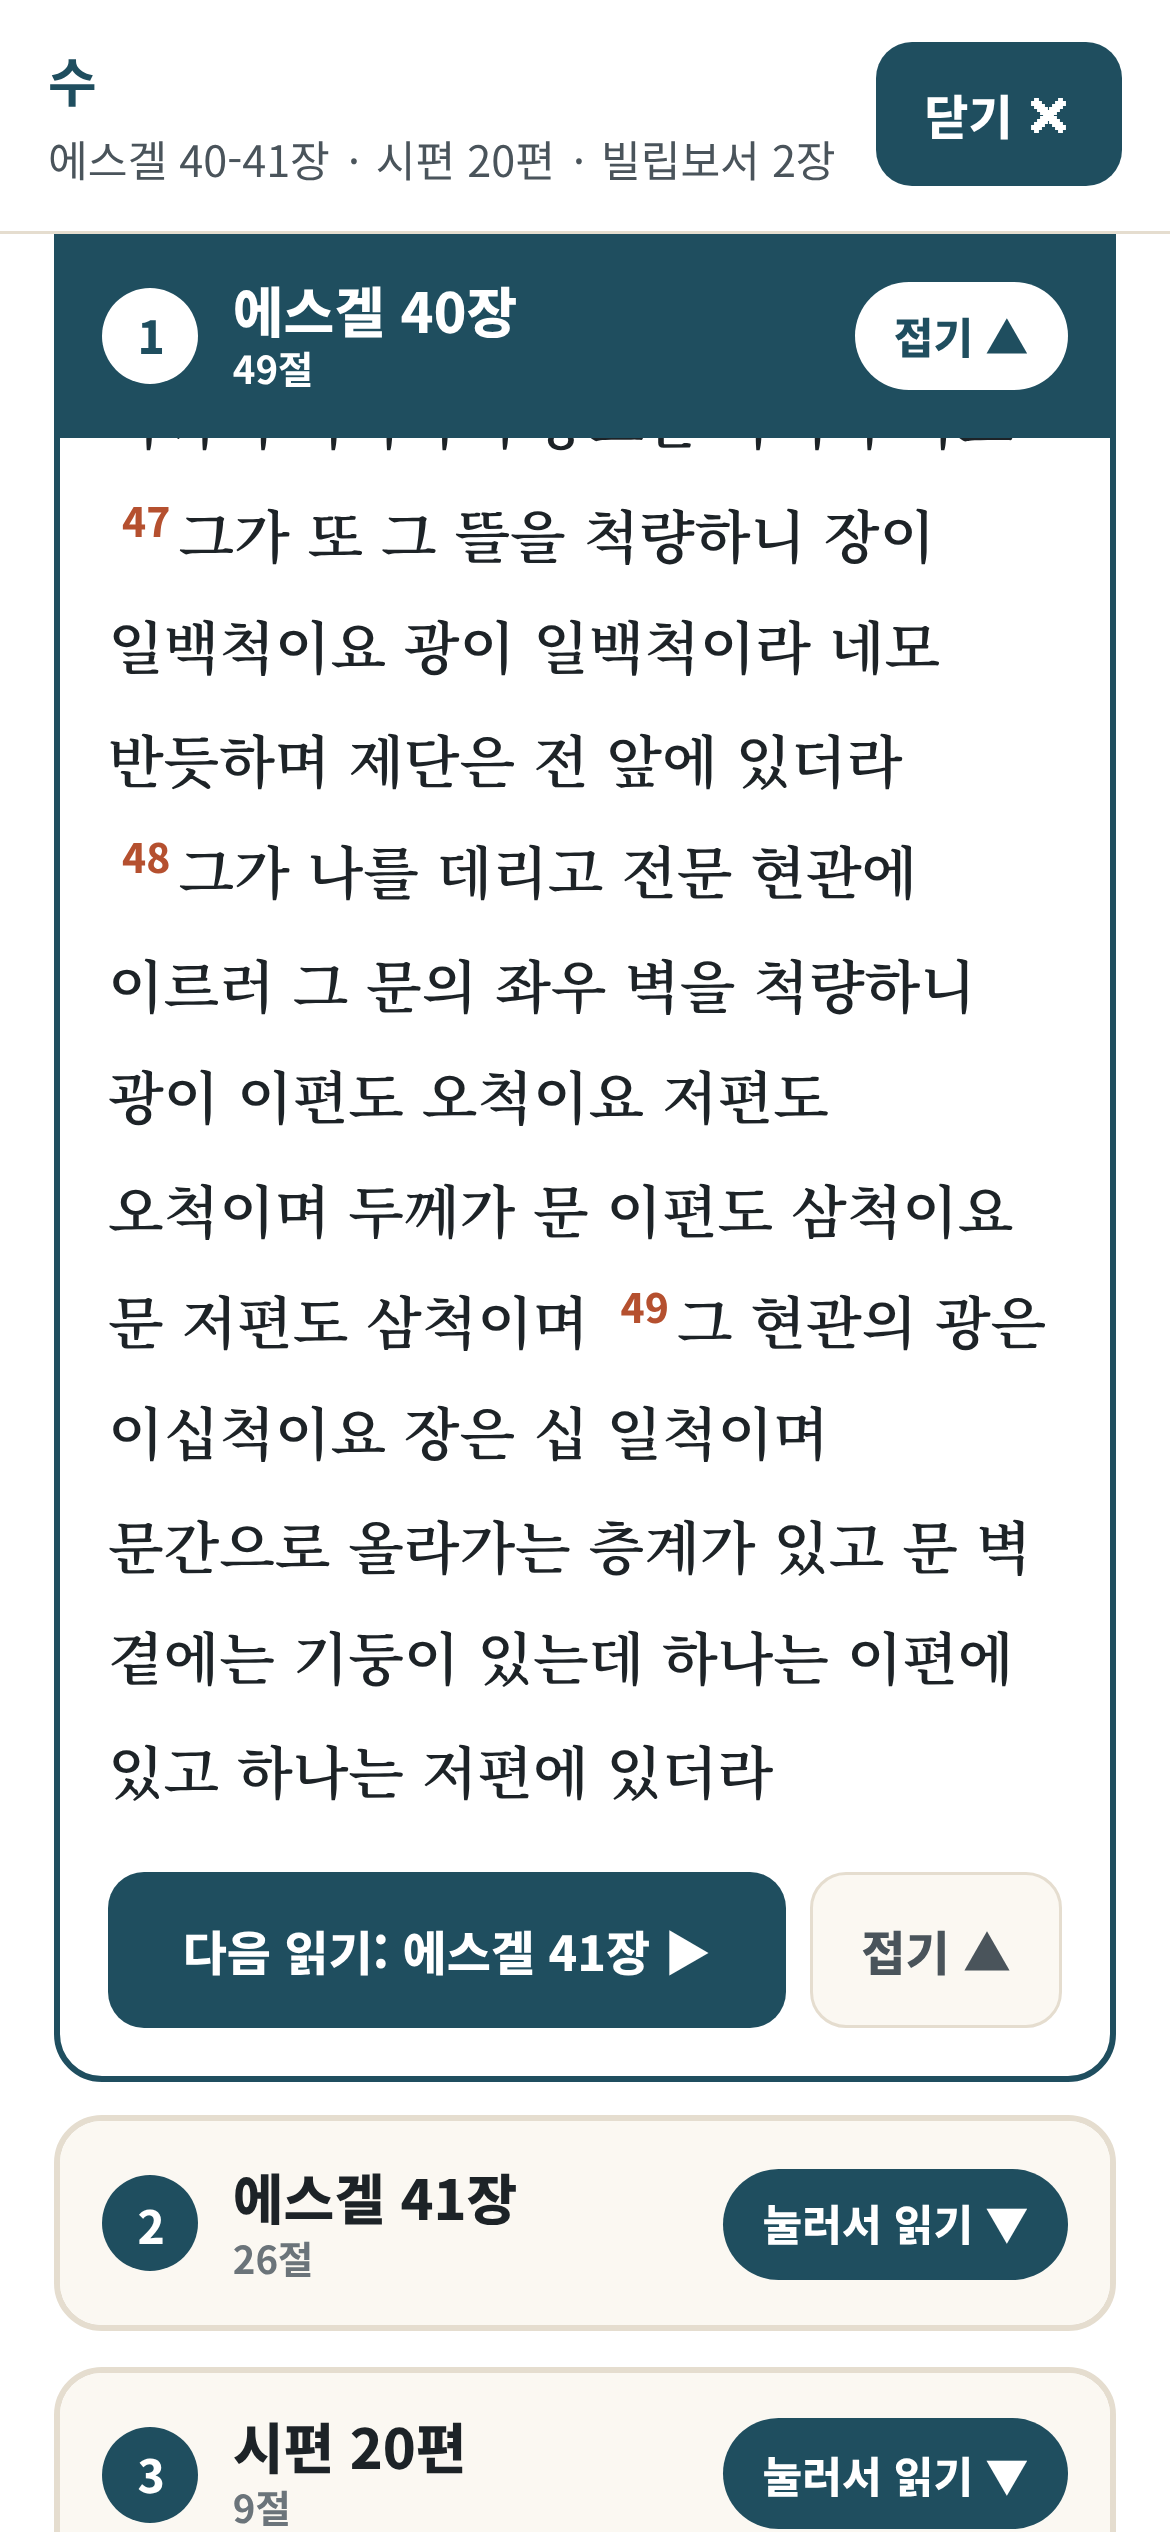 수
에스겔 40-41장 · 시편 20편 · 빌립보서 2장
닫기 ✖
1
에스겔 40장
49절
접기 ▲
47 그가 또 그 뜰을 척량하니 장이
일백척이요 광이 일백척이라 네모
반듯하며 제단은 전 앞에 있더라
48 그가 나를 데리고 전문 현관에
이르러 그 문의 좌우 벽을 척량하니
광이 이편도 오척이요 저편도
오척이며 두께가 문 이편도 삼척이요
문 저편도 삼척이며 49 그 현관의 광은
이십척이요 장은 십 일척이며
문간으로 올라가는 층계가 있고 문 벽
곁에는 기둥이 있는데 하나는 이편에
있고 하나는 저편에 있더라
다음 읽기: 에스겔 41장 ▶
접기 ▲
2
에스겔 41장
26절
눌러서 읽기 ▼
3
시편 20편
9절
눌러서 읽기 ▼